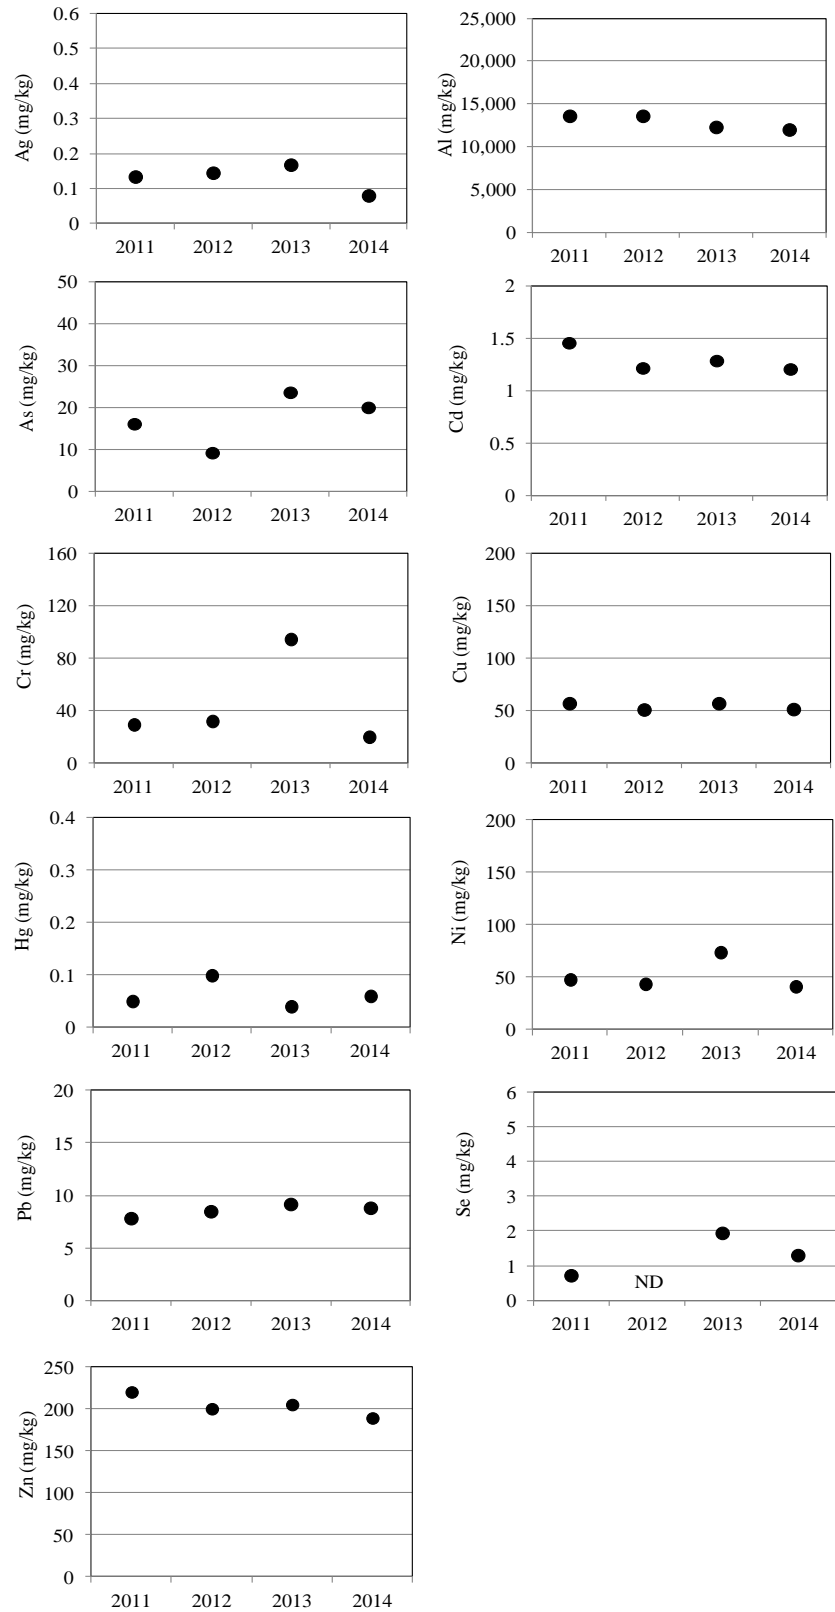 Ag (mg/kg)
0.6
0.5
0.4
0.3
0.2
0.1
0
2011 2012 2013 2014
Al (mg/kg)
25,000
20,000
15,000
10,000
5,000
0
2011 2012 2013 2014
As (mg/kg)
50
40
30
20
10
0
2011 2012 2013 2014
Cd (mg/kg)
2
1.5
1
0.5
0
2011 2012 2013 2014
Cr (mg/kg)
160
120
80
40
0
2011 2012 2013 2014
Cu (mg/kg)
200
150
100
50
0
2011 2012 2013 2014
Hg (mg/kg)
0.4
0.3
0.2
0.1
0
2011 2012 2013 2014
Ni (mg/kg)
200
150
100
50
0
2011 2012 2013 2014
Pb (mg/kg)
20
15
10
5
0
2011 2012 2013 2014
Se (mg/kg)
6
5
4
3
2
1
0
ND
2011 2012 2013 2014
Zn (mg/kg)
250
200
150
100
50
0
2011 2012 2013 2014